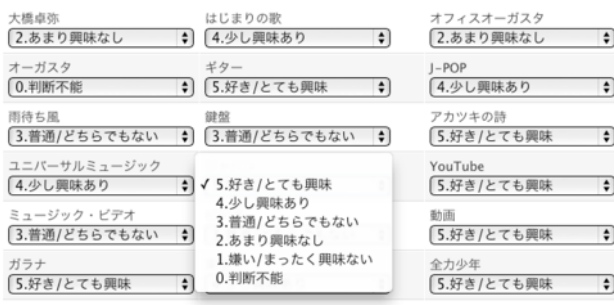 大橋卓弥
はじまりの歌
オフィスオーガスタ
2.あまり興味なし
4.少し興味あり
2.あまり興味なし
オーガスタ
ギター
J-POP
0.判断不能
5.好き/とても興味
4.少し興味あり
雨待ち風
鍵盤
アカツキの詩
3.普通/どちらでもない
3.普通/どちらでもない
5.好き/とても興味
ユニバーサルミュージック
YouTube
4.少し興味あり
✓ 5.好き/とても興味
5.好き/とても興味
4.少し興味あり
3.普通/どちらでもない
2.あまり興味なし
1.嫌い/まったく興味ない
0.判断不能
ミュージック・ビデオ
動画
3.普通/どちらでもない
5.好き/とても興味
ガラナ
全力少年
5.好き/とても興味
5.好き/とても興味